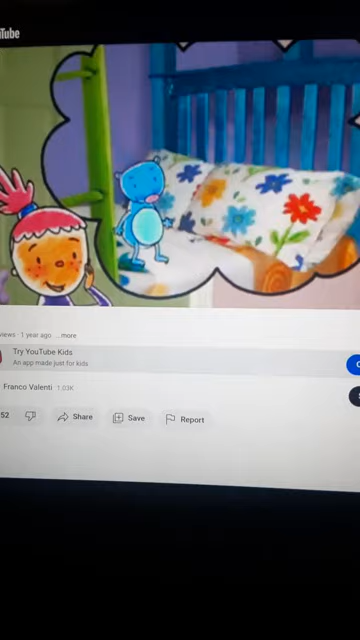 Tube
views · 1 year ago ...more
Try YouTube Kids
An app made just for kids
Franco Valenti 1.03K
52 Share Save Report